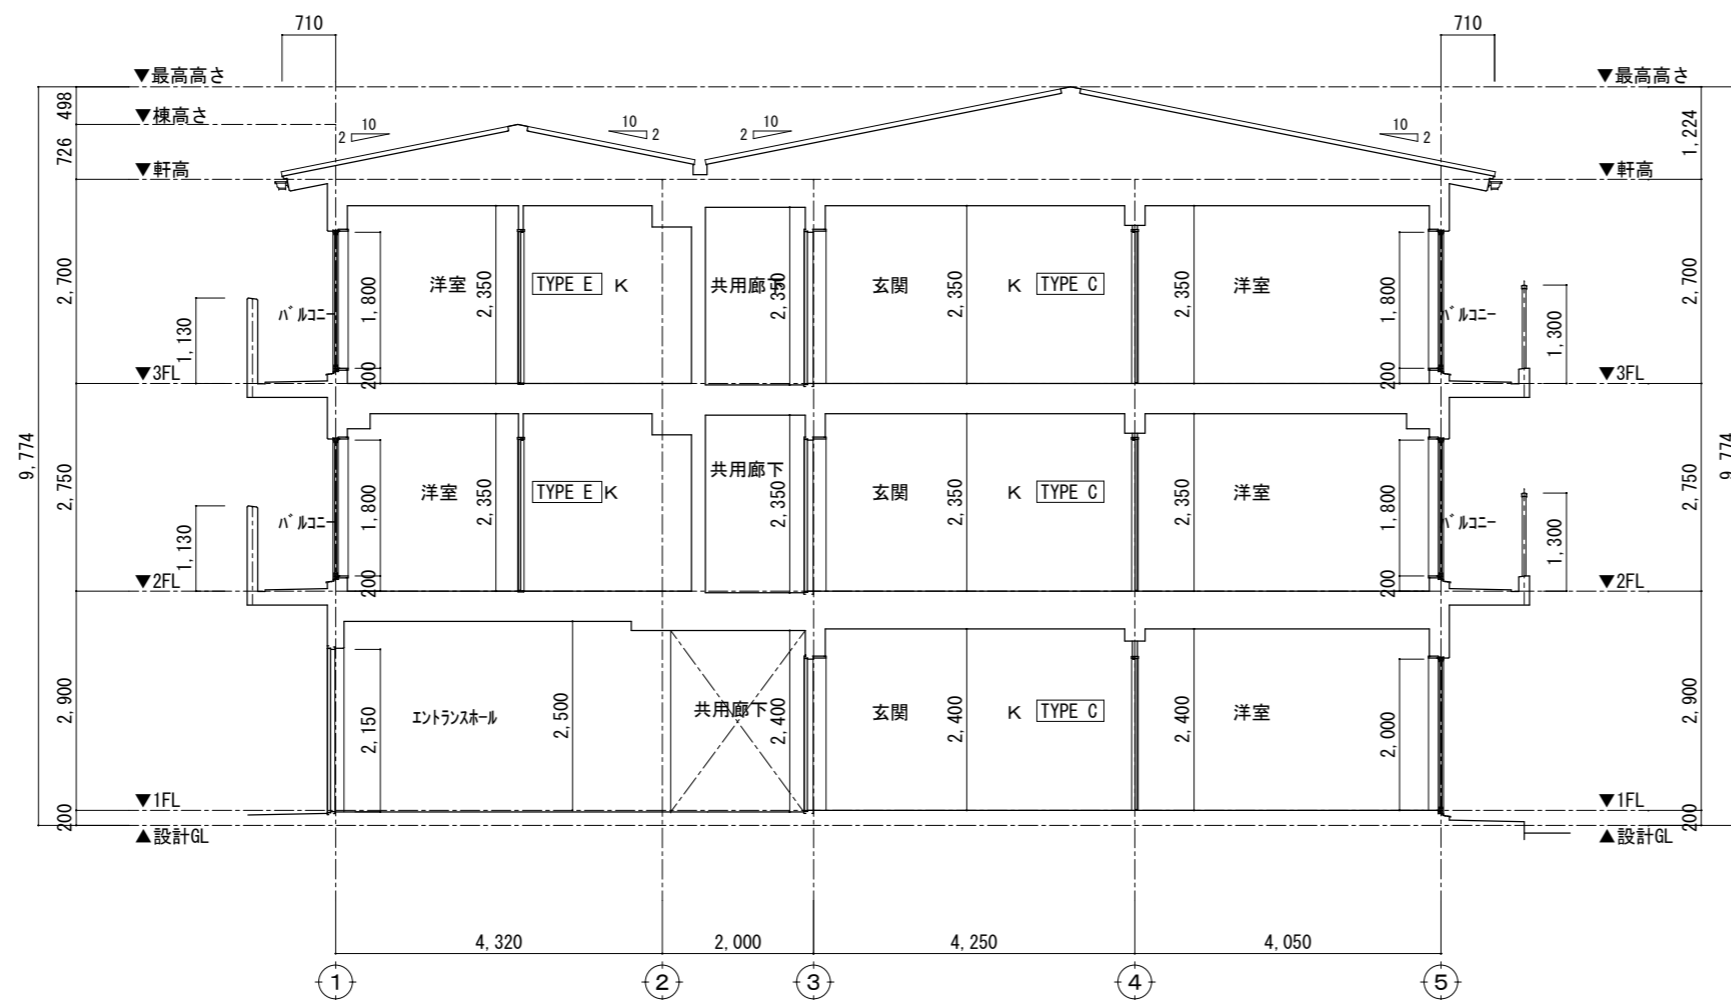 710
710
▼最高高さ
▼最高高さ
498
▼棟高さ
10
2
10
2
10
2
10
2
726
1,224
▼軒高
▼軒高
2,700
1,130
バルコニー
1,800
200
洋室
2,350
TYPE E
K
共用廊下
2,350
玄関
2,350
K
TYPE C
2,350
洋室
1,800
200
バルコニー
1,300
2,700
▼3FL
▼3FL
9,774
9,774
2,750
1,130
バルコニー
1,800
200
洋室
2,350
TYPE E
K
共用廊下
2,350
玄関
2,350
K
TYPE C
2,350
洋室
1,800
200
バルコニー
1,300
2,750
▼2FL
▼2FL
2,900
2,150
エントランスホール
2,500
共用廊下
2,400
玄関
2,400
K
TYPE C
2,400
洋室
2,000
2,900
▼1FL
▼1FL
200
200
▲設計GL
▲設計GL
4,320
2,000
4,250
4,050
1
2
3
4
5